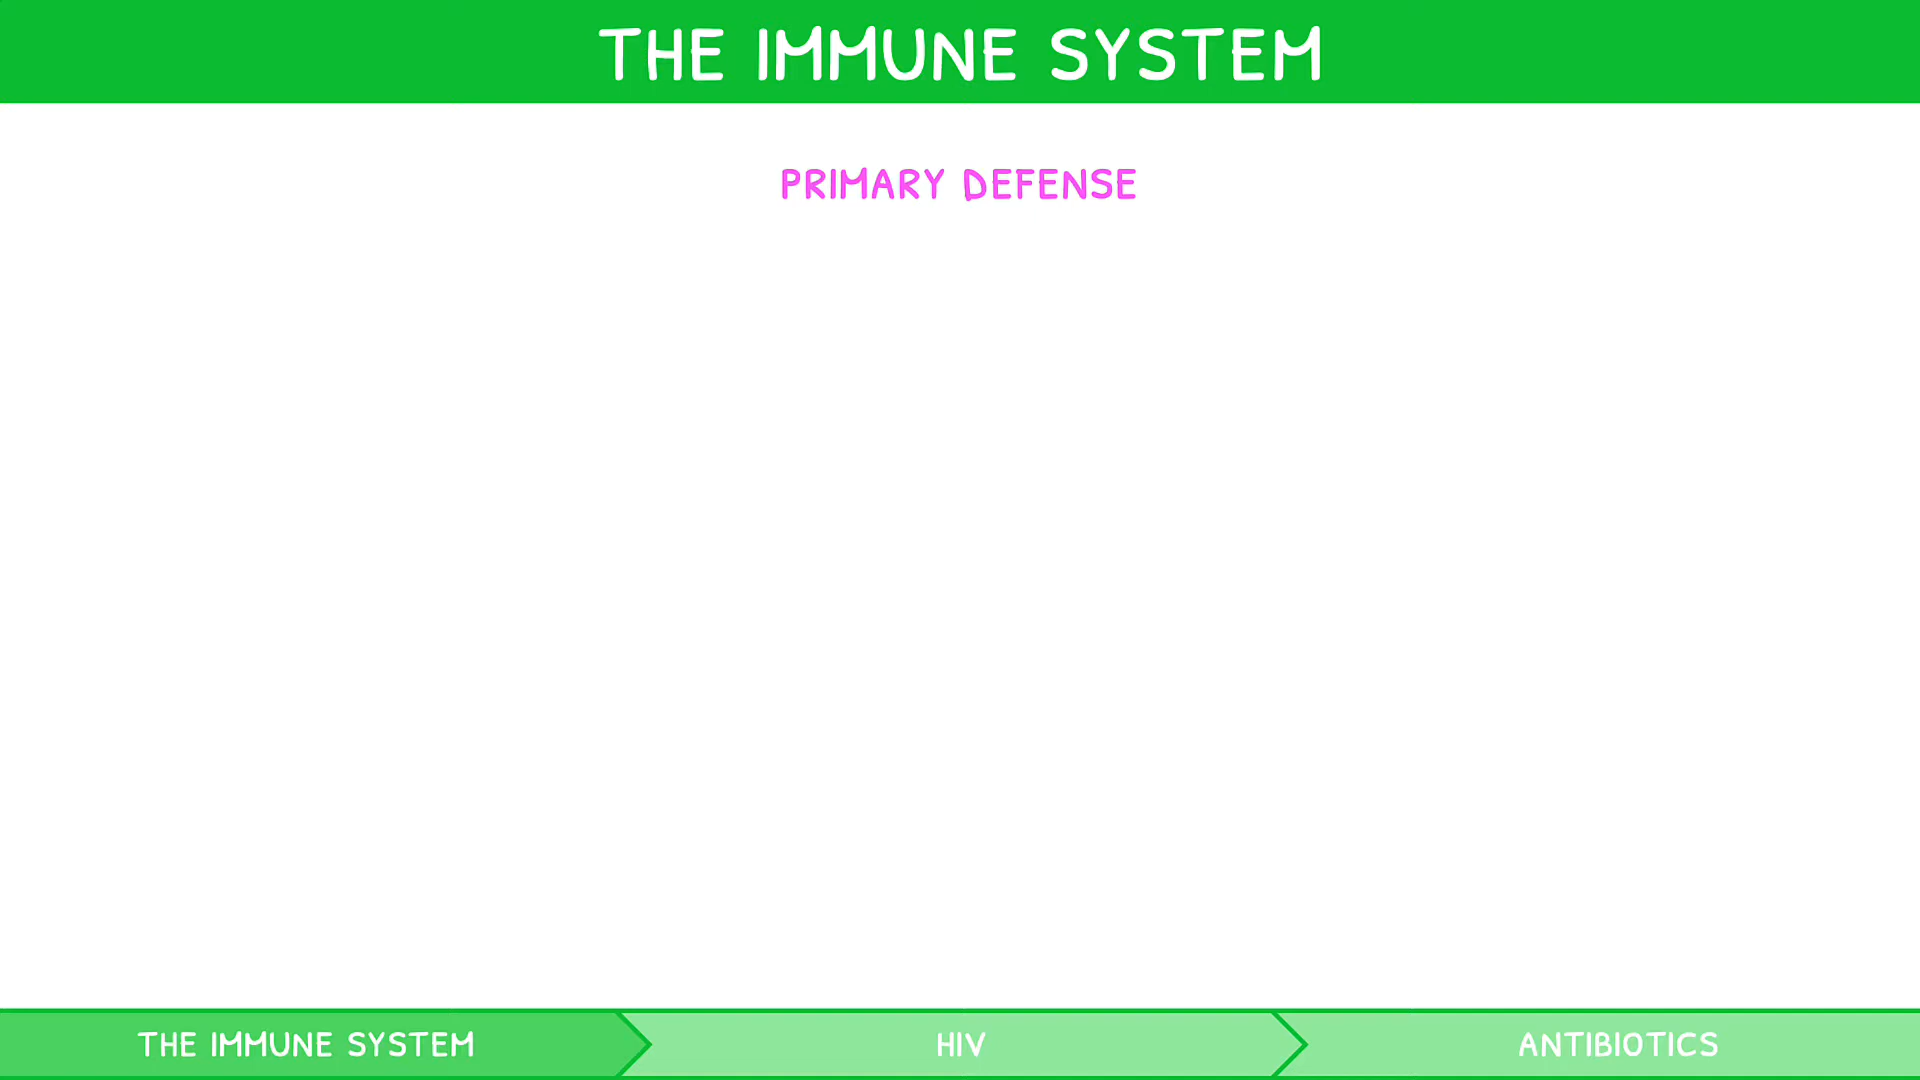 THE IMMUNE SYSTEM
PRIMARY DEFENSE
THE IMMUNE SYSTEM
HIV
ANTIBIOTICS